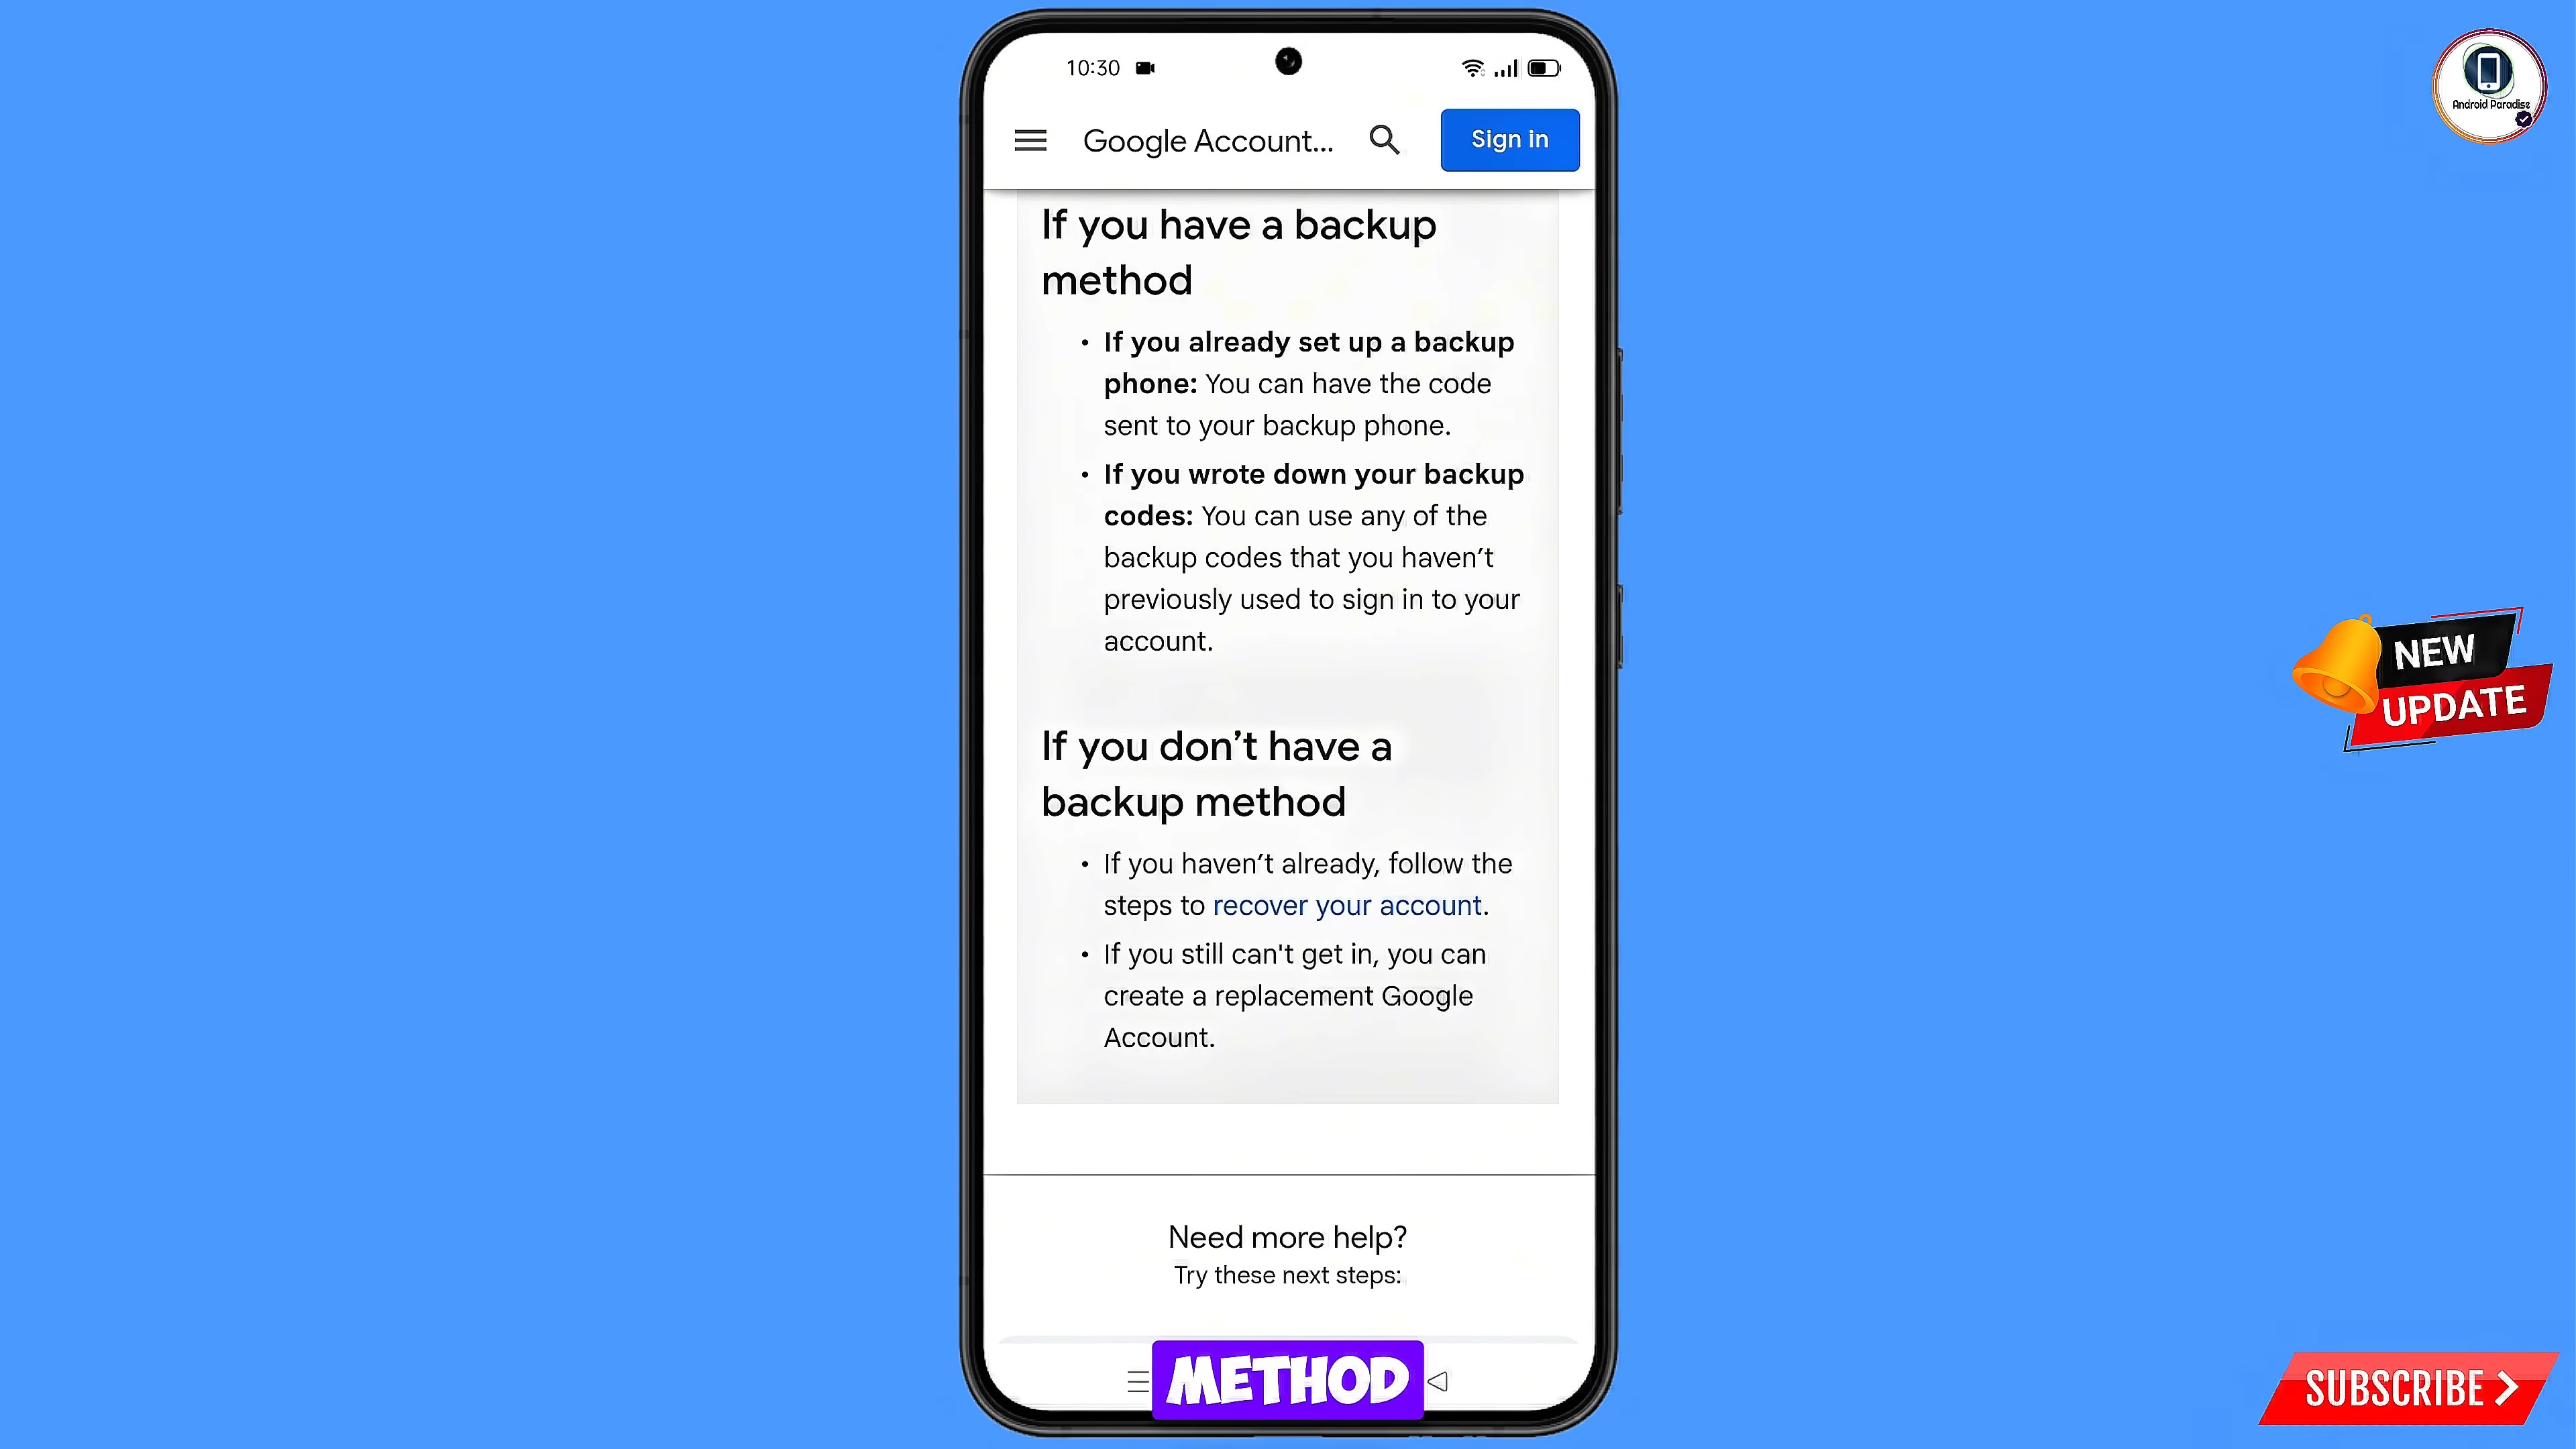 10:30
Google Account...
Sign in
Android Paradise
If you have a backup
method
• If you already set up a backup
phone: You can have the code
sent to your backup phone.
• If you wrote down your backup
codes: You can use any of the
backup codes that you haven’t
previously used to sign in to your
account.
NEW
UPDATE
If you don’t have a
backup method
• If you haven’t already, follow the
steps to recover your account.
• If you still can't get in, you can
create a replacement Google
Account.
Need more help?
Try these next steps:
METHOD
SUBSCRIBE